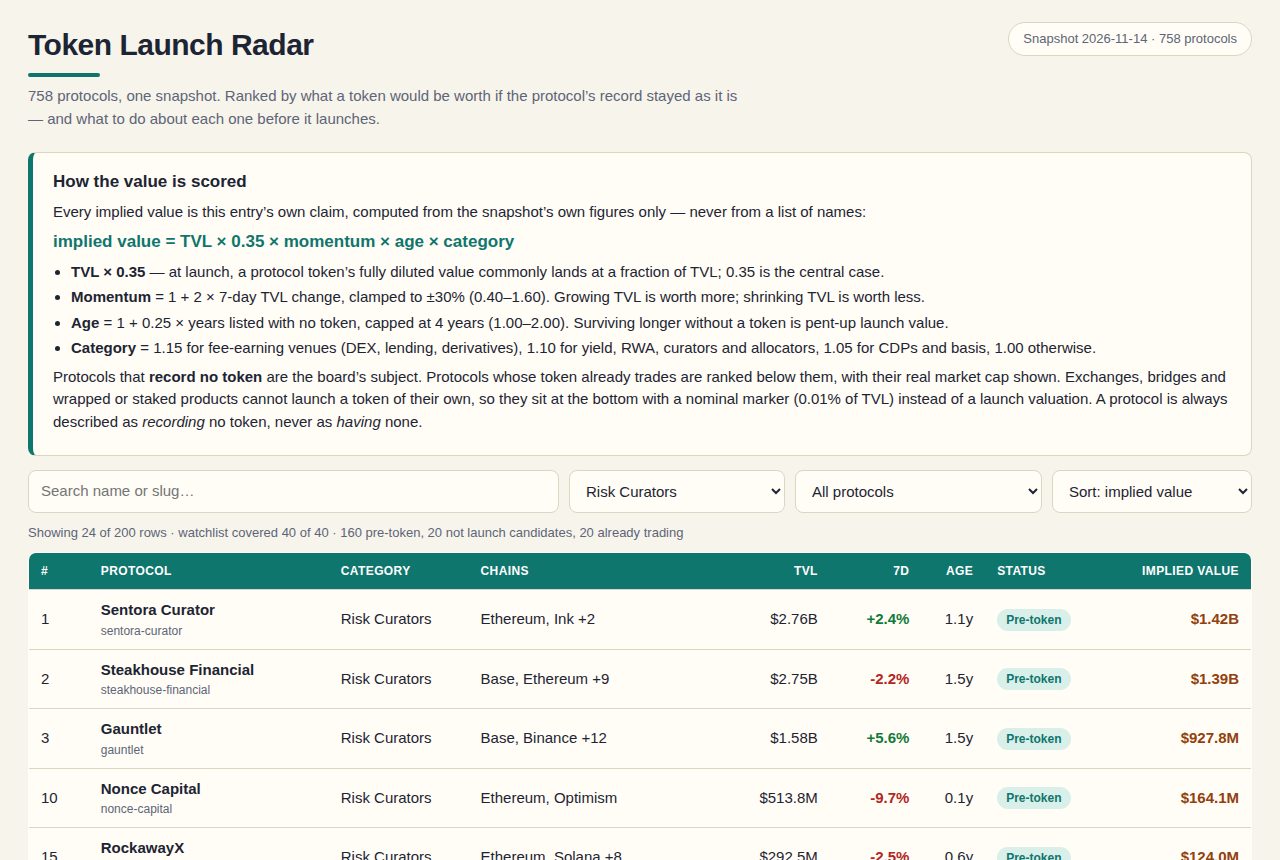 Token Launch Radar
Snapshot 2026-11-14 · 758 protocols
758 protocols, one snapshot. Ranked by what a token would be worth if the protocol’s record stayed as it is
— and what to do about each one before it launches.
How the value is scored
Every implied value is this entry’s own claim, computed from the snapshot’s own figures only — never from a list of names:
implied value = TVL × 0.35 × momentum × age × category
• TVL × 0.35 — at launch, a protocol token’s fully diluted value commonly lands at a fraction of TVL; 0.35 is the central case.
• Momentum = 1 + 2 × 7-day TVL change, clamped to ±30% (0.40–1.60). Growing TVL is worth more; shrinking TVL is worth less.
• Age = 1 + 0.25 × years listed with no token, capped at 4 years (1.00–2.00). Surviving longer without a token is pent-up launch value.
• Category = 1.15 for fee-earning venues (DEX, lending, derivatives), 1.10 for yield, RWA, curators and allocators, 1.05 for CDPs and basis, 1.00 otherwise.
Protocols that record no token are the board’s subject. Protocols whose token already trades are ranked below them, with their real market cap shown. Exchanges, bridges and
wrapped or staked products cannot launch a token of their own, so they sit at the bottom with a nominal marker (0.01% of TVL) instead of a launch valuation. A protocol is always
described as recording no token, never as having none.
Search name or slug… Risk Curators All protocols Sort: implied value
Showing 24 of 200 rows · watchlist covered 40 of 40 · 160 pre-token, 20 not launch candidates, 20 already trading
# PROTOCOL CATEGORY CHAINS TVL 7D AGE STATUS IMPLIED VALUE
1 Sentora Curator Risk Curators Ethereum, Ink +2 $2.76B +2.4% 1.1y Pre-token $1.42B
sentora-curator
2 Steakhouse Financial Risk Curators Base, Ethereum +9 $2.75B -2.2% 1.5y Pre-token $1.39B
steakhouse-financial
3 Gauntlet Risk Curators Base, Binance +12 $1.58B +5.6% 1.5y Pre-token $927.8M
gauntlet
10 Nonce Capital Risk Curators Ethereum, Optimism $513.8M -9.7% 0.1y Pre-token $164.1M
nonce-capital
15 RockawayX Risk Curators Ethereum, Solana +8 $292.5M -2.5% 0.6y Pre-token $124.0M